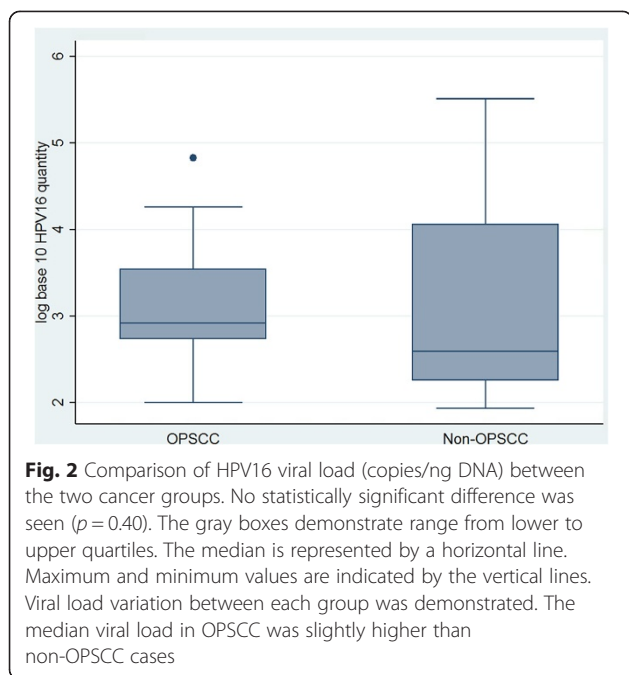 6
5
4
3
2
log base 10 HPV16 quantity
OPSCC
Non-OPSCC
Fig. 2 Comparison of HPV16 viral load (copies/ng DNA) between
the two cancer groups. No statistically significant difference was
seen (p = 0.40). The gray boxes demonstrate range from lower to
upper quartiles. The median is represented by a horizontal line.
Maximum and minimum values are indicated by the vertical lines.
Viral load variation between each group was demonstrated. The
median viral load in OPSCC was slightly higher than
non-OPSCC cases